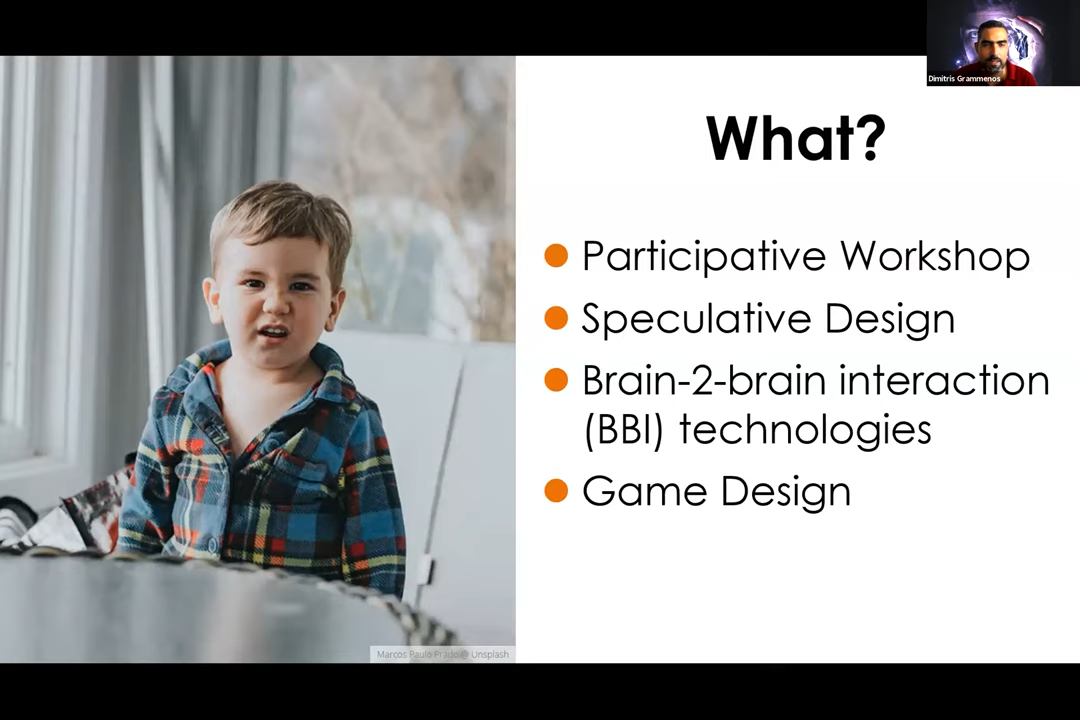 Dimitris Grammenos
What?
Participative Workshop
Speculative Design
Brain-2-brain interaction
(BBI) technologies
Game Design
Marcos Paulo Prado @ Unsplash